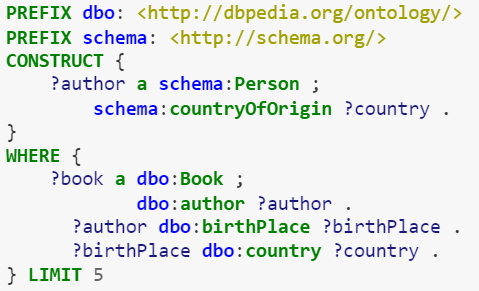 PREFIX dbo: <http://dbpedia.org/ontology/>
PREFIX schema: <http://schema.org/>
CONSTRUCT {
    ?author a schema:Person ;
        schema:countryOfOrigin ?country .
}
WHERE {
    ?book a dbo:Book ;
            dbo:author ?author .
      ?author dbo:birthPlace ?birthPlace .
      ?birthPlace dbo:country ?country .
} LIMIT 5